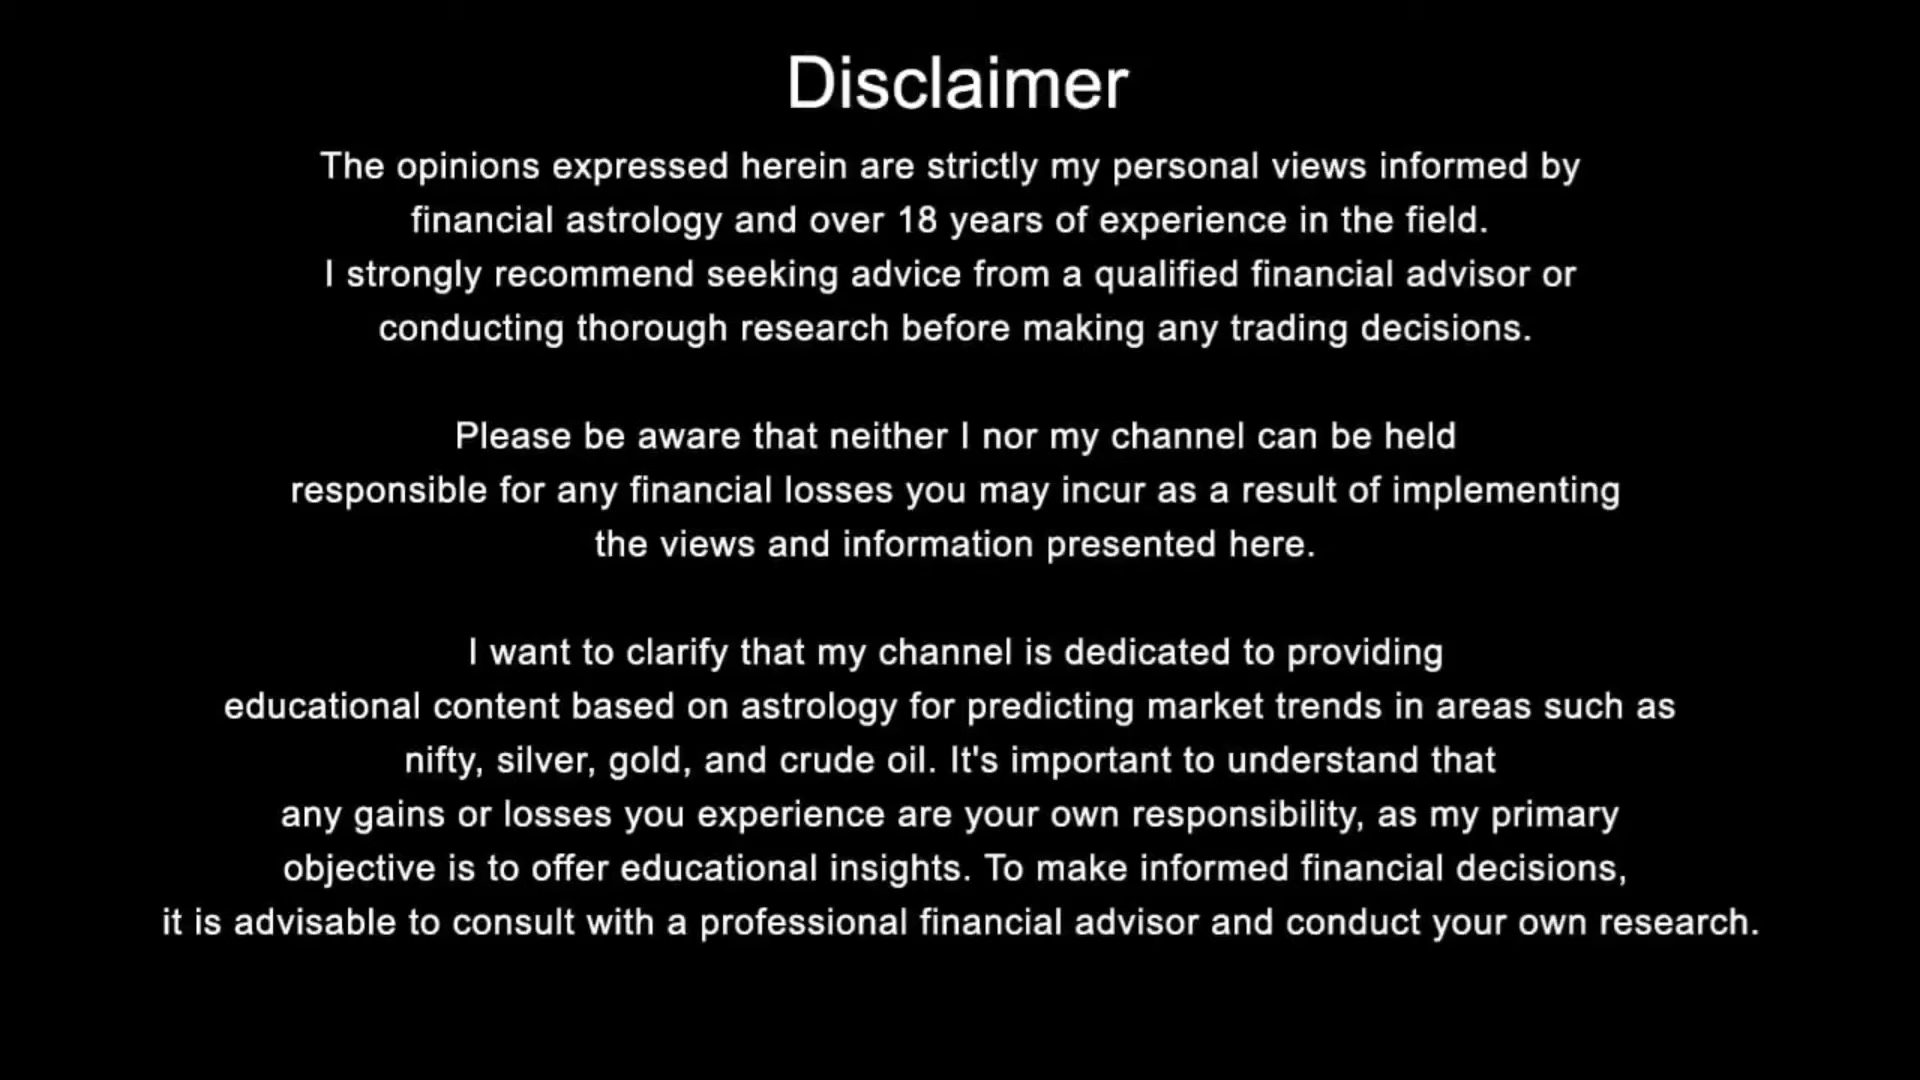 Disclaimer
The opinions expressed herein are strictly my personal views informed by
financial astrology and over 18 years of experience in the field.
I strongly recommend seeking advice from a qualified financial advisor or
conducting thorough research before making any trading decisions.
Please be aware that neither I nor my channel can be held
responsible for any financial losses you may incur as a result of implementing
the views and information presented here.
I want to clarify that my channel is dedicated to providing
educational content based on astrology for predicting market trends in areas such as
nifty, silver, gold, and crude oil. It's important to understand that
any gains or losses you experience are your own responsibility, as my primary
objective is to offer educational insights. To make informed financial decisions,
it is advisable to consult with a professional financial advisor and conduct your own research.